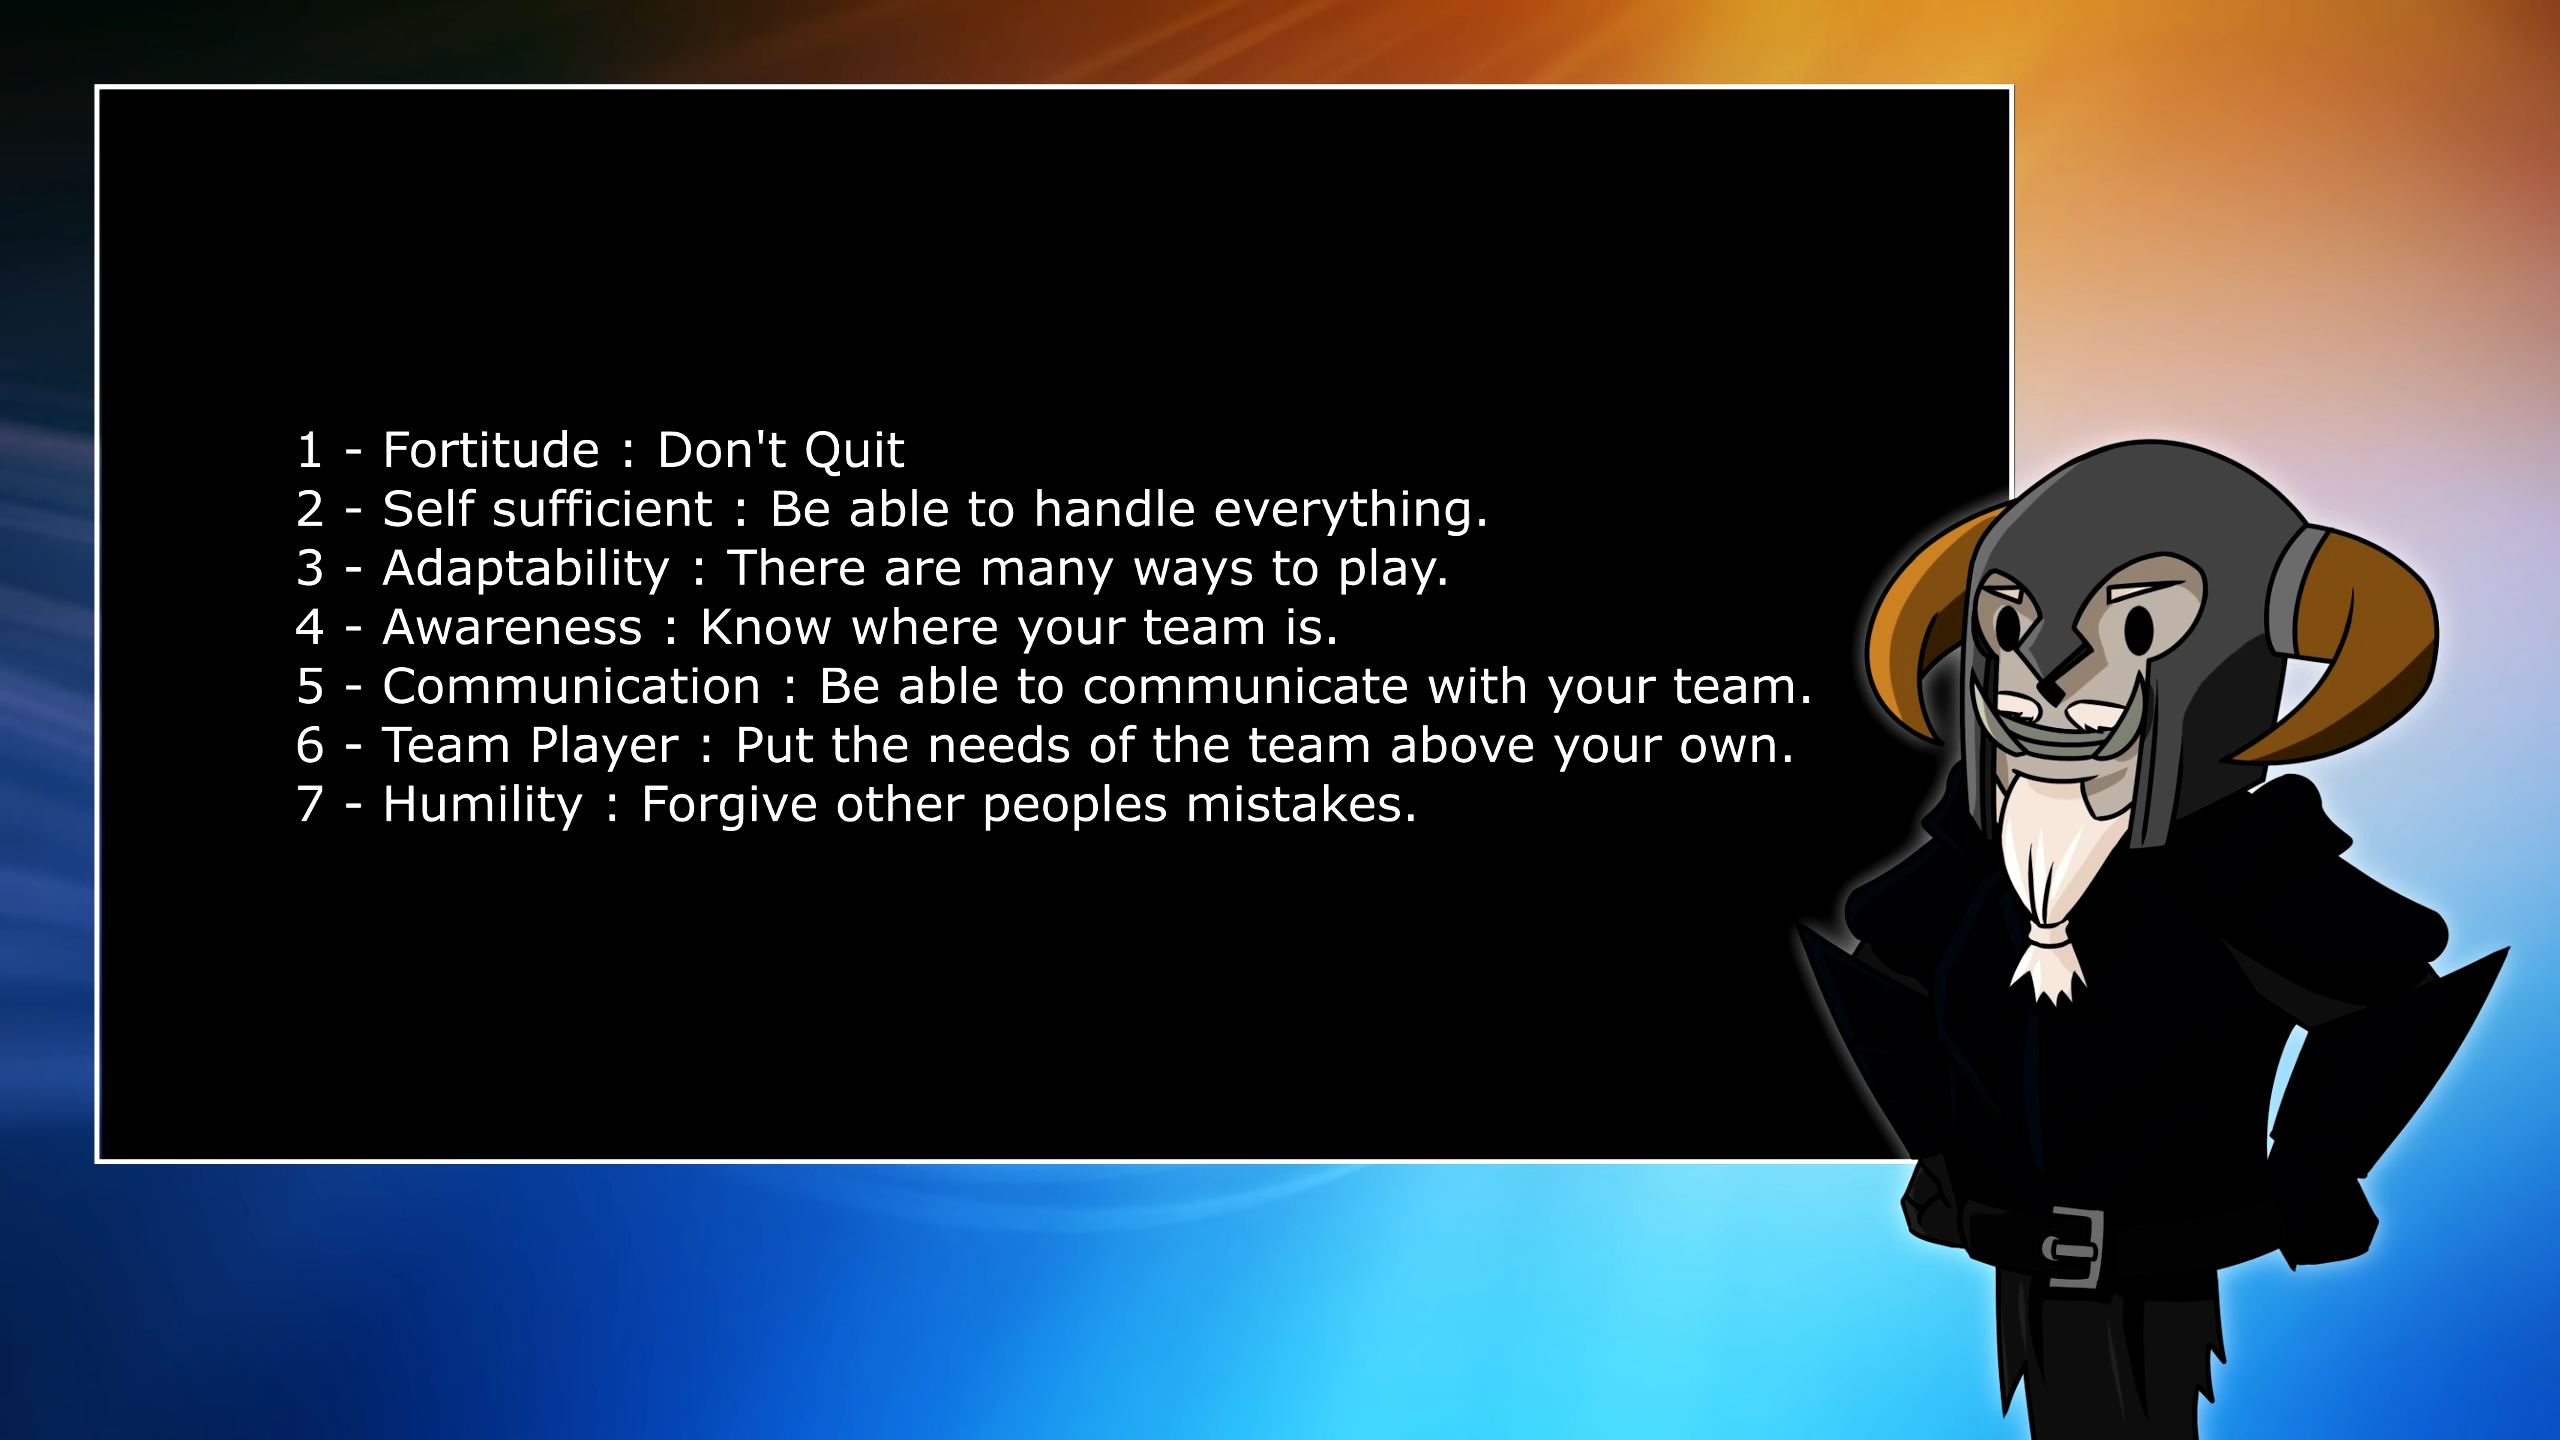 1 - Fortitude : Don't Quit
2 - Self sufficient : Be able to handle everything.
3 - Adaptability : There are many ways to play.
4 - Awareness : Know where your team is.
5 - Communication : Be able to communicate with your team.
6 - Team Player : Put the needs of the team above your own.
7 - Humility : Forgive other peoples mistakes.